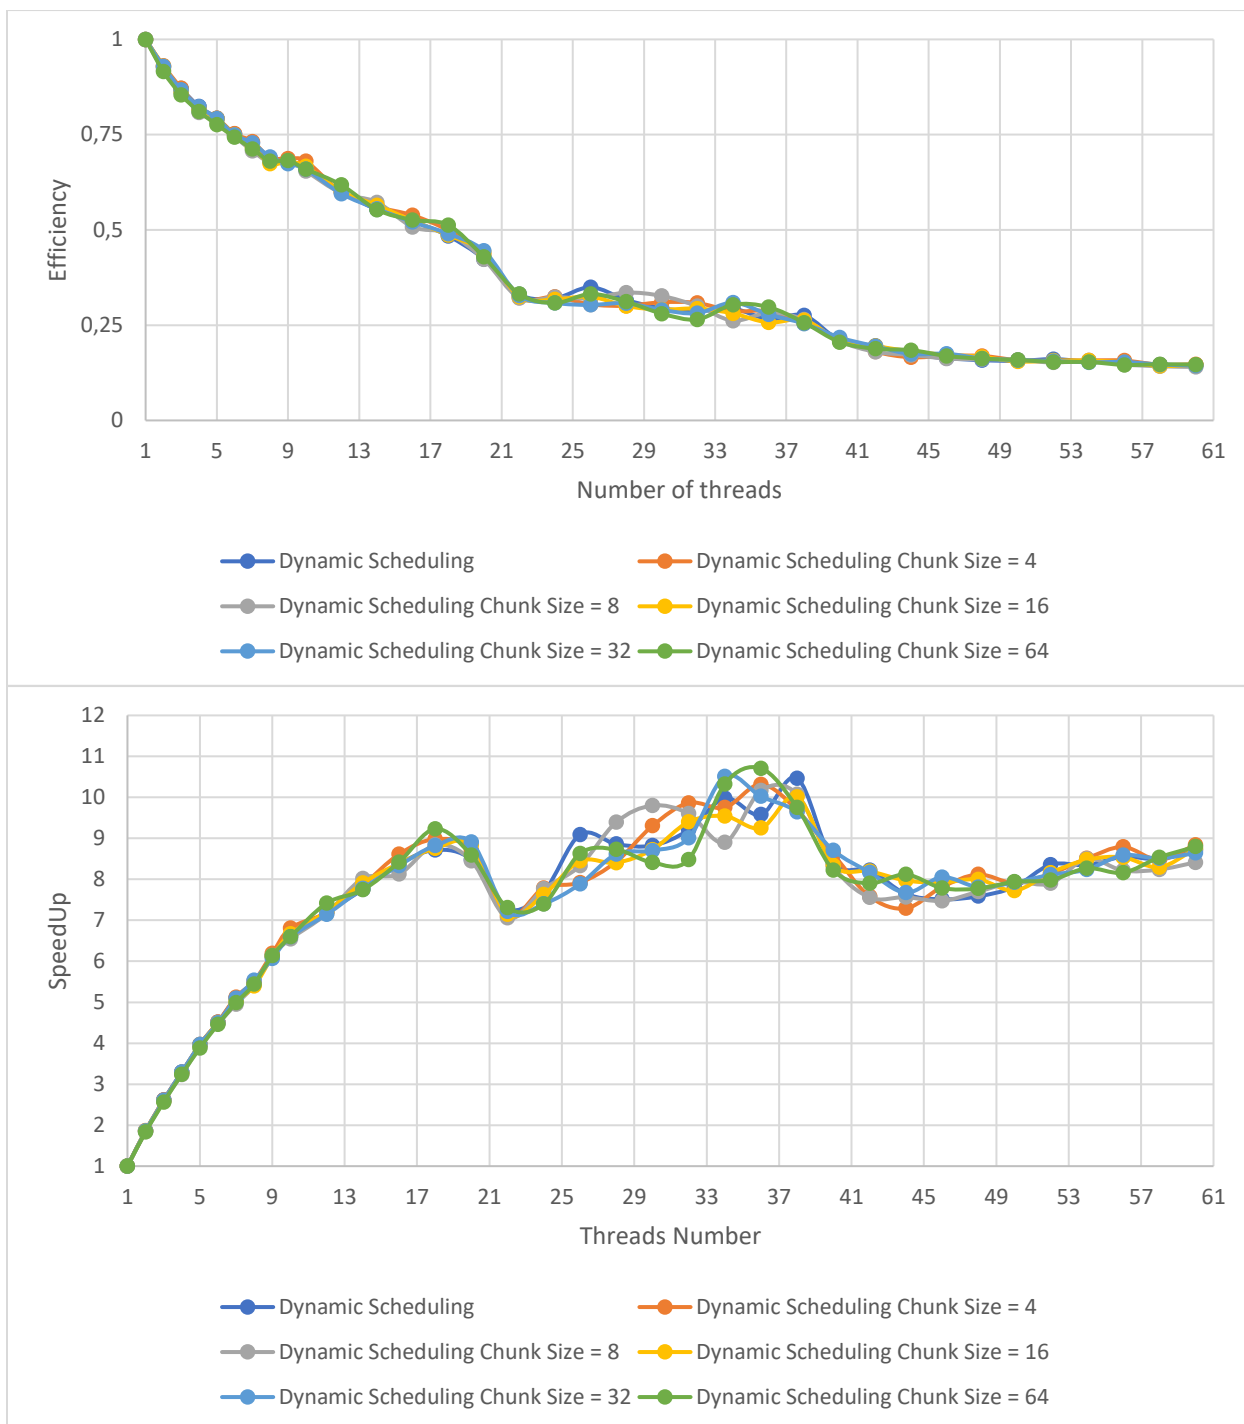 1
0,75
0,5
0,25
0
Efficiency
1 5 9 13 17 21 25 29 33 37 41 45 49 53 57 61
Number of threads
Dynamic Scheduling
Dynamic Scheduling Chunk Size = 4
Dynamic Scheduling Chunk Size = 8
Dynamic Scheduling Chunk Size = 16
Dynamic Scheduling Chunk Size = 32
Dynamic Scheduling Chunk Size = 64
12
11
10
9
8
7
6
5
4
3
2
1
SpeedUp
1 5 9 13 17 21 25 29 33 37 41 45 49 53 57 61
Threads Number
Dynamic Scheduling
Dynamic Scheduling Chunk Size = 4
Dynamic Scheduling Chunk Size = 8
Dynamic Scheduling Chunk Size = 16
Dynamic Scheduling Chunk Size = 32
Dynamic Scheduling Chunk Size = 64